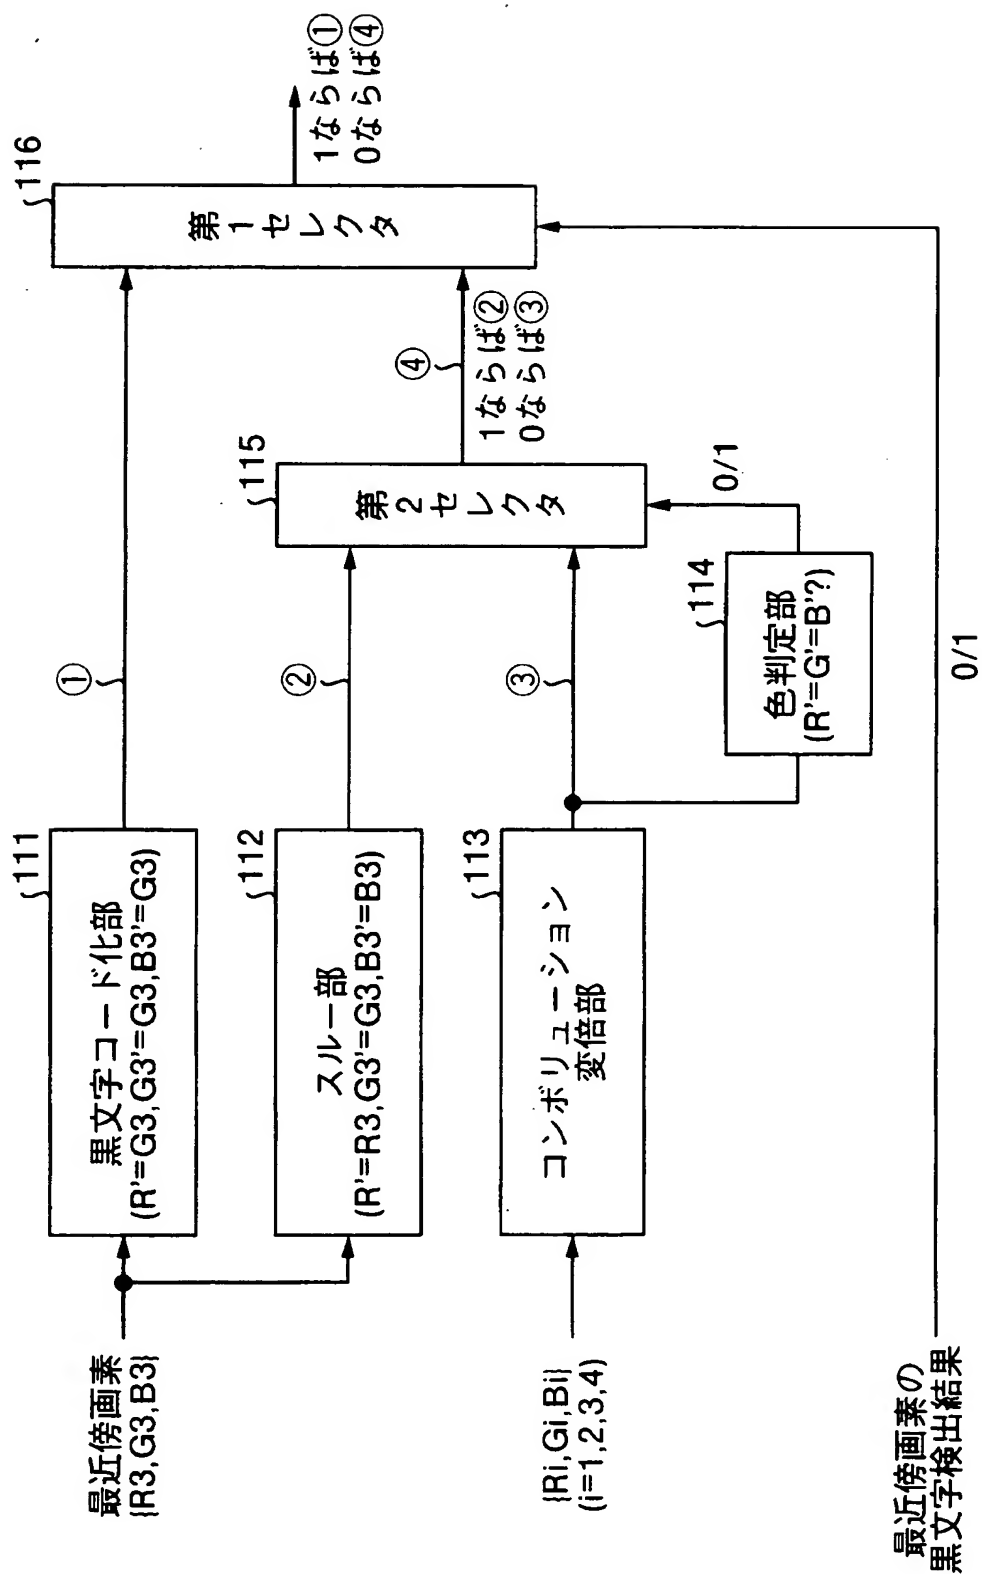 最近傍画素
{R3,G3,B3}
111
黒文字コード化部
(R'=G3,G3'=G3,B3'=G3)
①
116
第1セレクタ
1ならば①
0ならば④
112
スルー部
(R'=R3,G3'=G3,B3'=B3)
②
115
第2セレクタ
④
1ならば②
0ならば③
{Ri,Gi,Bi}
(i=1,2,3,4)
113
コンボリューション
変倍部
③
114
色判定部
(R'=G'=B'?)
0/1
最近傍画素の
黒文字検出結果
0/1